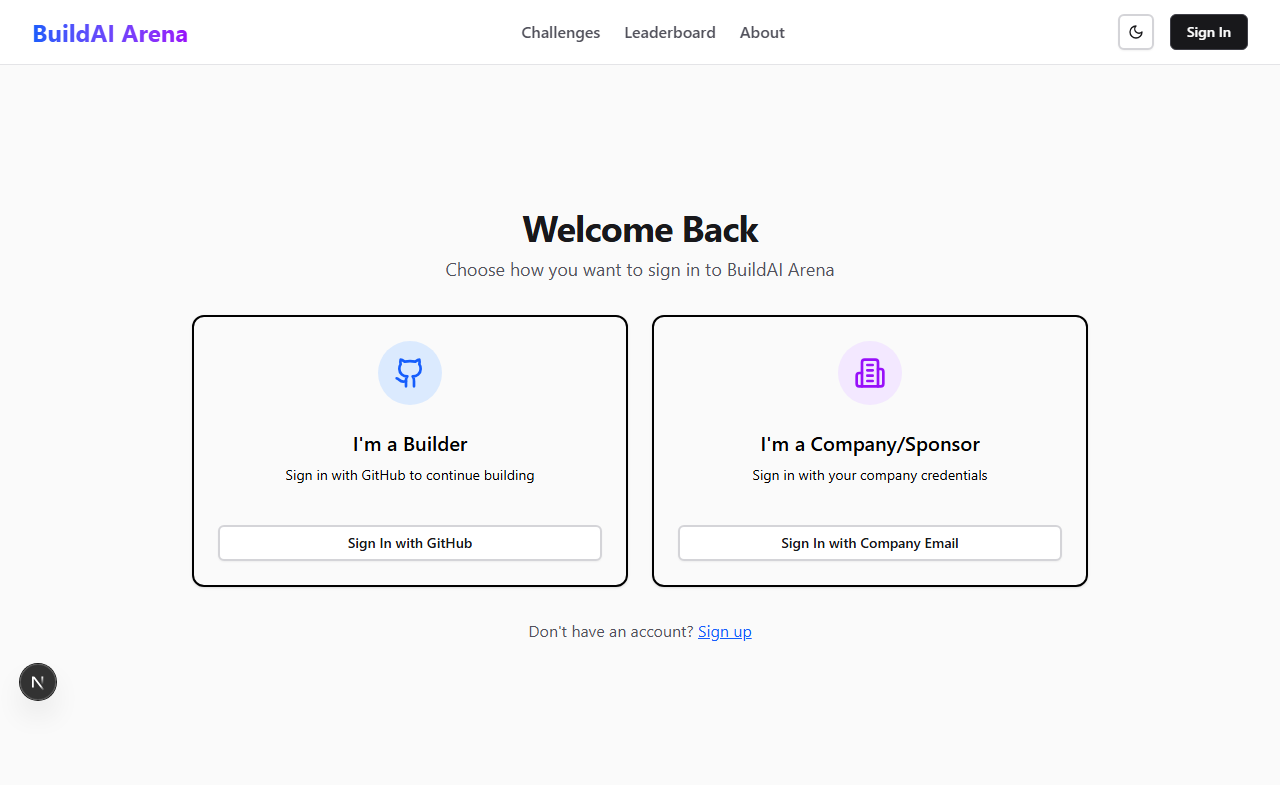 BuildAI Arena
Challenges
Leaderboard
About
Sign In
Welcome Back
Choose how you want to sign in to BuildAI Arena
I'm a Builder
Sign in with GitHub to continue building
Sign In with GitHub
I'm a Company/Sponsor
Sign in with your company credentials
Sign In with Company Email
Don't have an account? Sign up
N